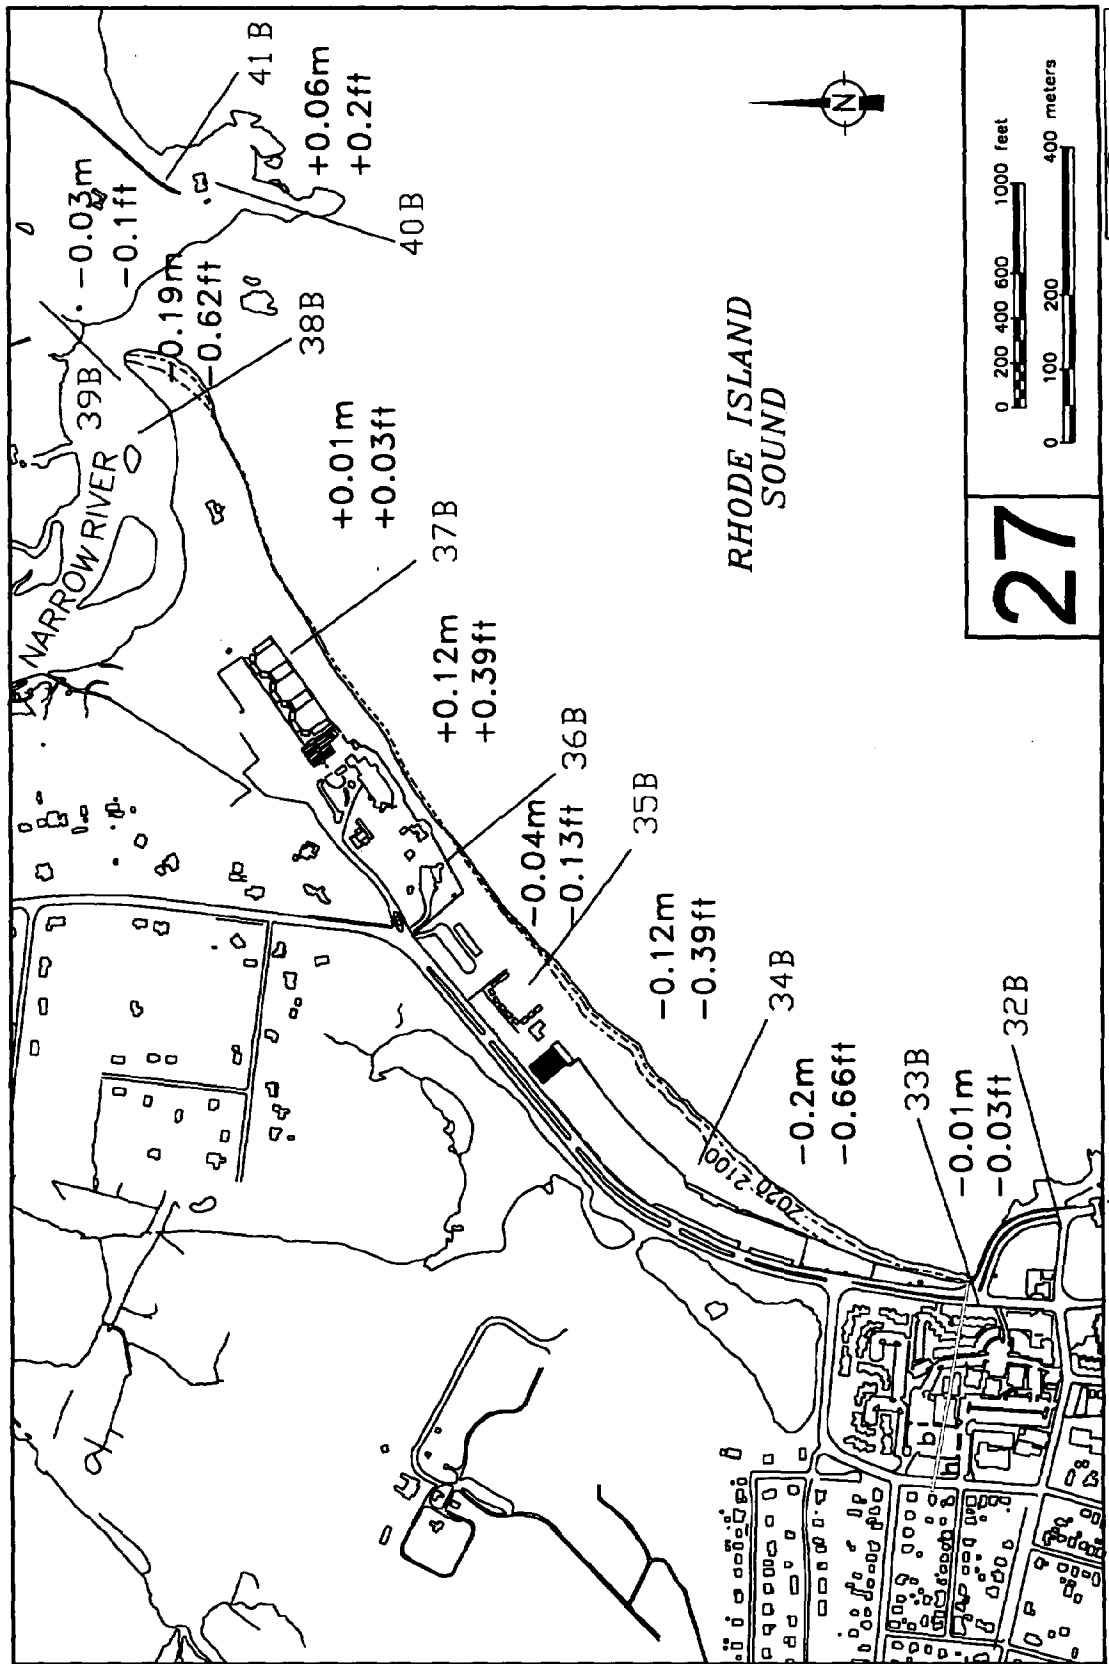 41B
+0.06m
+0.2ft
-0.03m
-0.1ft
40B
-0.19m
-0.62ft
38B
39B
NARROW RIVER
+0.01m
+0.03ft
37B
+0.12m
+0.39ft
36B
-0.04m
-0.13ft
35B
-0.12m
-0.39ft
34B
-0.2m
-0.66ft
33B
-0.01m
-0.03ft
32B
2020 2100
RHODE ISLAND
SOUND
N
27
0 200 400 600 1000 feet
0 100 200 400 meters
b
h